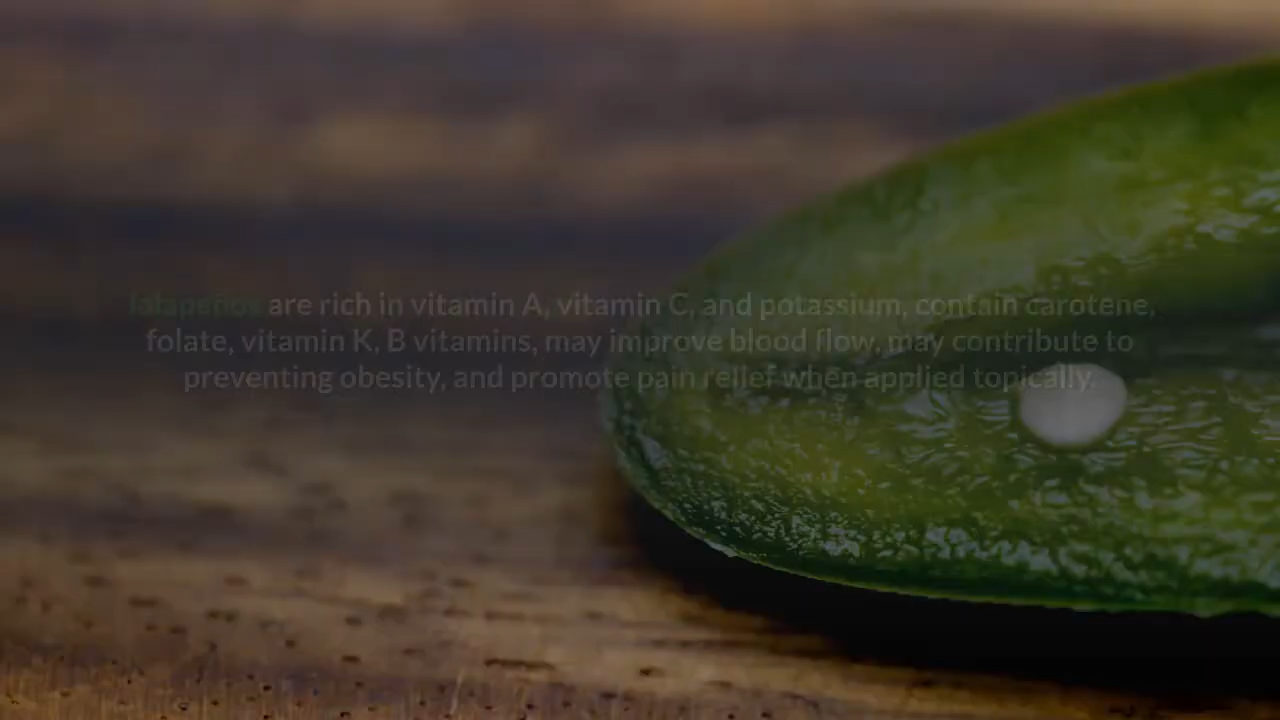 Jalapeños are rich in vitamin A, vitamin C, and potassium, contain carotene,
folate, vitamin K, B vitamins, may improve blood flow, may contribute to
preventing obesity, and promote pain relief when applied topically.